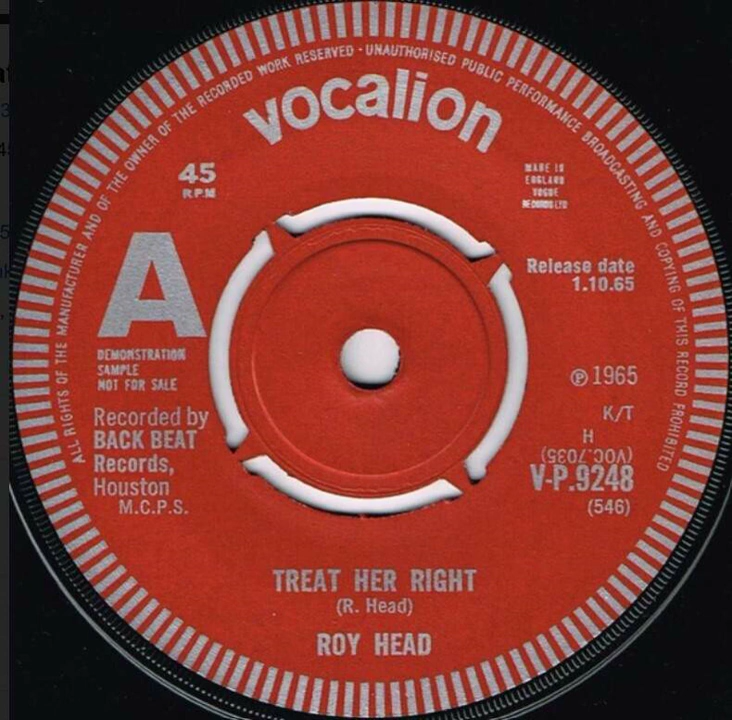 ALL RIGHTS OF THE MANUFACTURER AND OF THE OWNER OF THE RECORDED WORK RESERVED · UNAUTHORISED PUBLIC PERFORMANCE BROADCASTING AND COPYING OF THIS RECORD PROHIBITED
vocalion
45
R.P.M
MADE IN
ENGLAND
VOGUE
RECORDS LTD
A
Release date
1.10.65
DEMONSTRATION
SAMPLE
NOT FOR SALE
℗ 1965
K/T
H
(VOC.7035)
V-P.9248
(546)
Recorded by
BACK BEAT
Records,
Houston
M.C.P.S.
TREAT HER RIGHT
(R. Head)
ROY HEAD